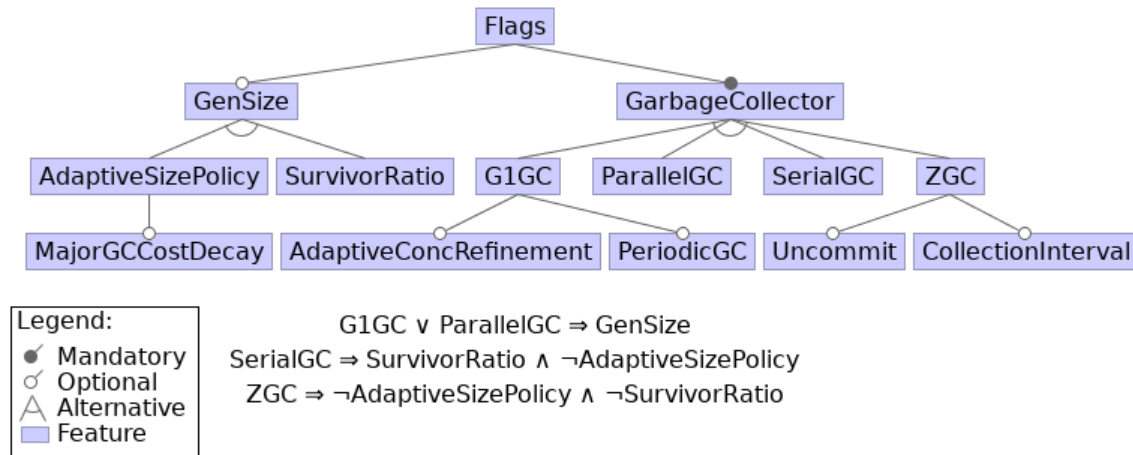 Flags
GenSize GarbageCollector
AdaptiveSizePolicy SurvivorRatio G1GC ParallelGC SerialGC ZGC
MajorGCCostDecay AdaptiveConcRefinement PeriodicGC Uncommit CollectionInterval
Legend:
Mandatory
Optional
Alternative
Feature
G1GC ∨ ParallelGC ⇒ GenSize
SerialGC ⇒ SurvivorRatio ∧ ¬AdaptiveSizePolicy
ZGC ⇒ ¬AdaptiveSizePolicy ∧ ¬SurvivorRatio